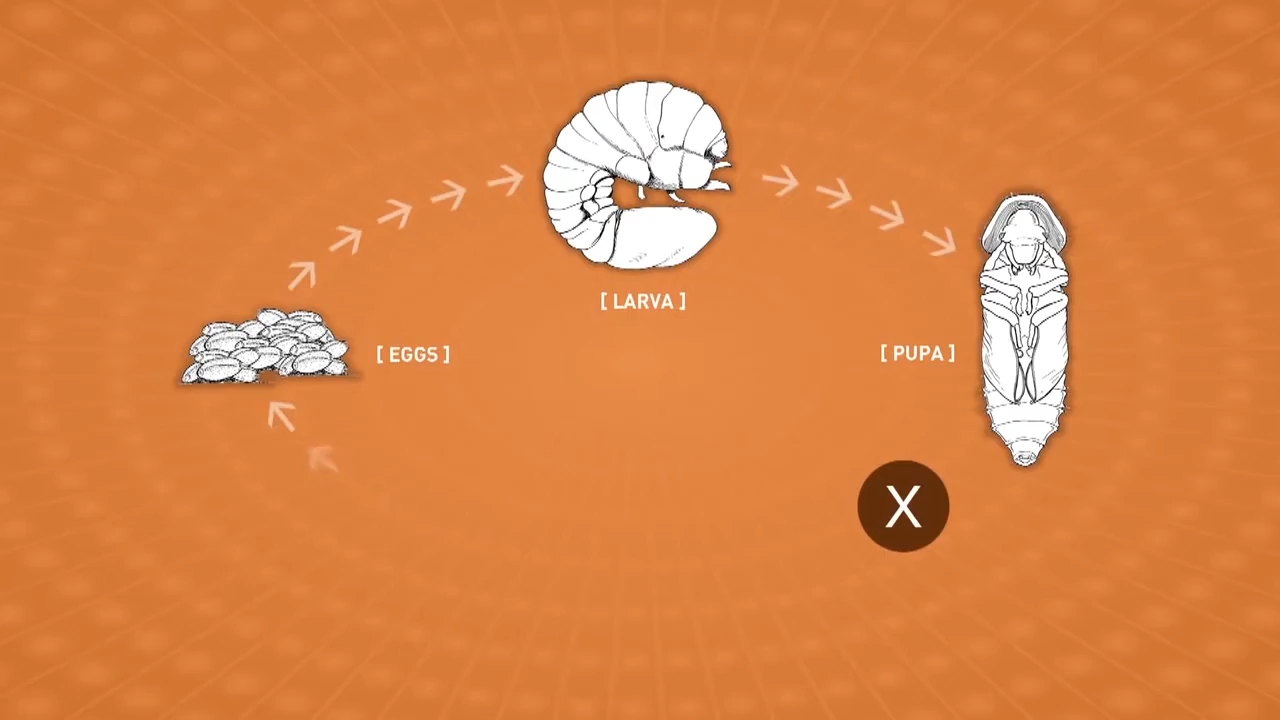 [ LARVA ]
[ EGGS ]
[ PUPA ]
X